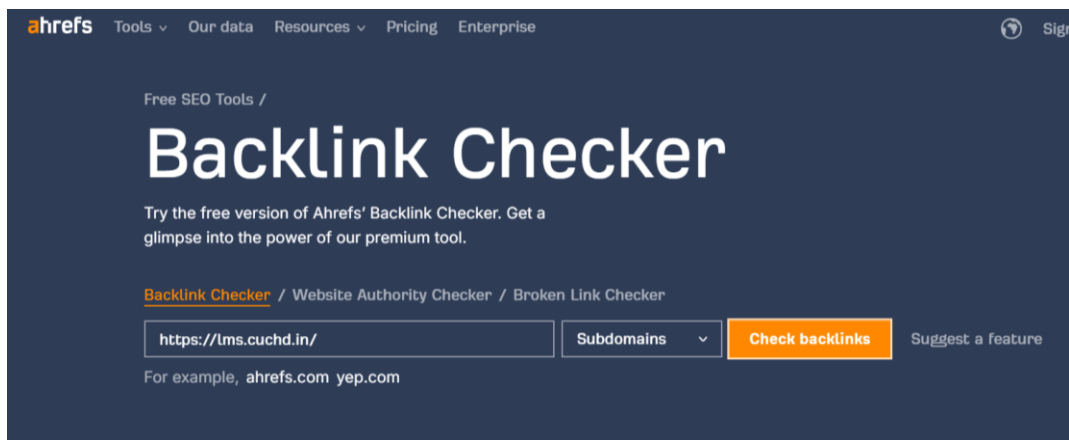 ahrefs Tools Our data Resources Pricing Enterprise
Free SEO Tools /
Backlink Checker
Try the free version of Ahrefs' Backlink Checker. Get a
glimpse into the power of our premium tool.
Backlink Checker / Website Authority Checker / Broken Link Checker
https://lms.cuchd.in/ Subdomains Check backlinks Suggest a feature
For example, ahrefs.com yep.com